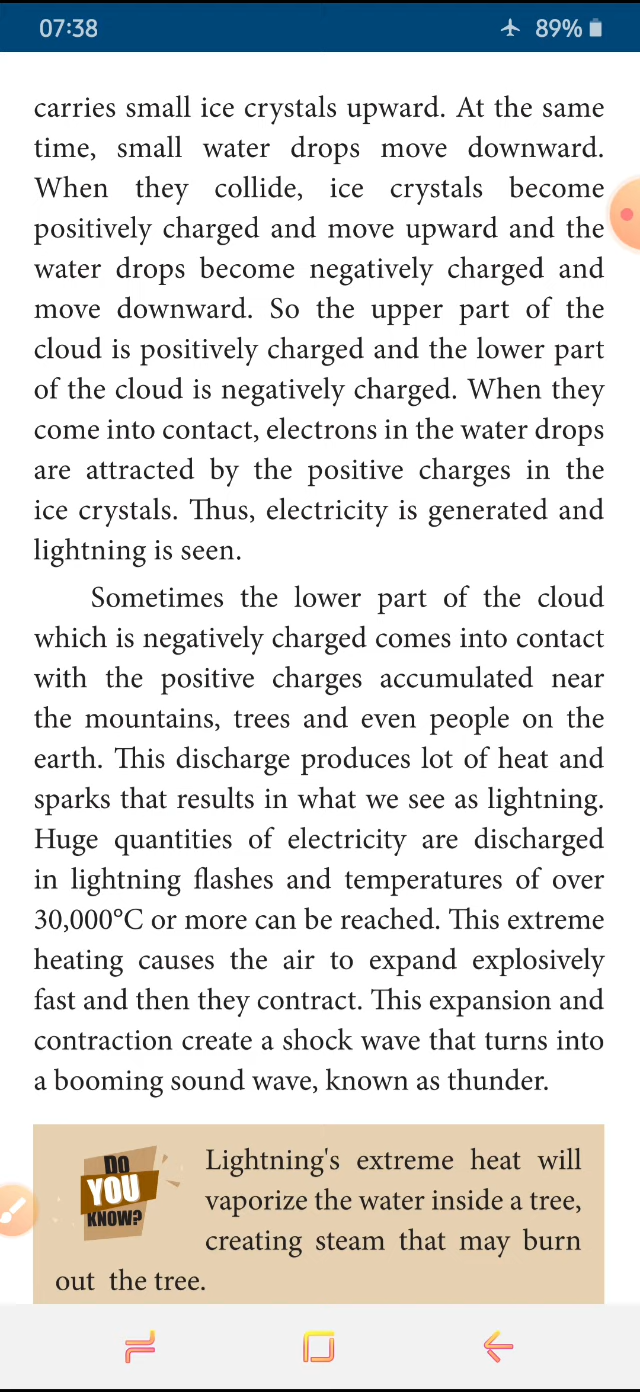 07:38
89%
carries small ice crystals upward. At the same
time, small water drops move downward.
When they collide, ice crystals become
positively charged and move upward and the
water drops become negatively charged and
move downward. So the upper part of the
cloud is positively charged and the lower part
of the cloud is negatively charged. When they
come into contact, electrons in the water drops
are attracted by the positive charges in the
ice crystals. Thus, electricity is generated and
lightning is seen.
Sometimes the lower part of the cloud
which is negatively charged comes into contact
with the positive charges accumulated near
the mountains, trees and even people on the
earth. This discharge produces lot of heat and
sparks that results in what we see as lightning.
Huge quantities of electricity are discharged
in lightning flashes and temperatures of over
30,000°C or more can be reached. This extreme
heating causes the air to expand explosively
fast and then they contract. This expansion and
contraction create a shock wave that turns into
a booming sound wave, known as thunder.
DO
YOU
KNOW?
Lightning's extreme heat will
vaporize the water inside a tree,
creating steam that may burn
out the tree.